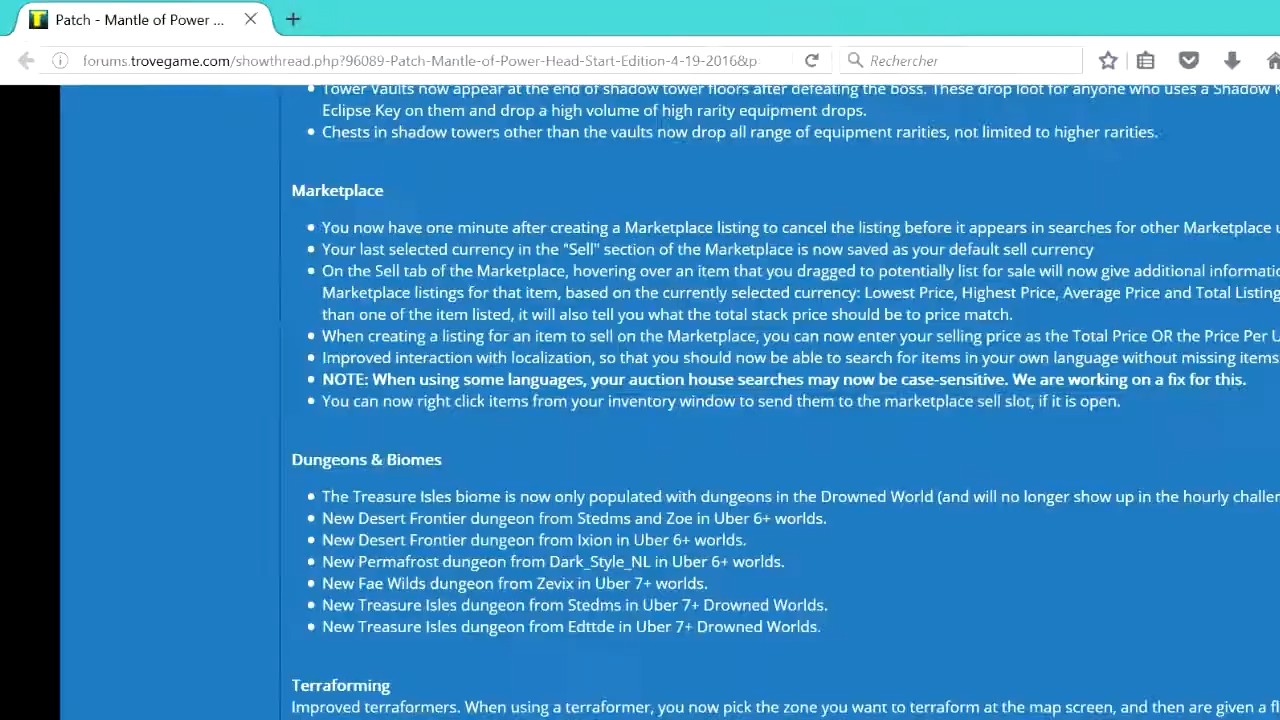 Patch - Mantle of Power ...
forums.trovegame.com/showthread.php?96089-Patch-Mantle-of-Power-Head-Start-Edition-4-19-2016&p
Rechercher
Tower Vaults now appear at the end of shadow tower floors after defeating the boss. These drop loot for anyone who uses a Shadow K
Eclipse Key on them and drop a high volume of high rarity equipment drops.
Chests in shadow towers other than the vaults now drop all range of equipment rarities, not limited to higher rarities.
Marketplace
You now have one minute after creating a Marketplace listing to cancel the listing before it appears in searches for other Marketplace u
Your last selected currency in the "Sell" section of the Marketplace is now saved as your default sell currency
On the Sell tab of the Marketplace, hovering over an item that you dragged to potentially list for sale will now give additional informatio
Marketplace listings for that item, based on the currently selected currency: Lowest Price, Highest Price, Average Price and Total Listing
than one of the item listed, it will also tell you what the total stack price should be to price match.
When creating a listing for an item to sell on the Marketplace, you can now enter your selling price as the Total Price OR the Price Per U
Improved interaction with localization, so that you should now be able to search for items in your own language without missing items
NOTE: When using some languages, your auction house searches may now be case-sensitive. We are working on a fix for this.
You can now right click items from your inventory window to send them to the marketplace sell slot, if it is open.
Dungeons & Biomes
The Treasure Isles biome is now only populated with dungeons in the Drowned World (and will no longer show up in the hourly challen
New Desert Frontier dungeon from Stedms and Zoe in Uber 6+ worlds.
New Desert Frontier dungeon from Ixion in Uber 6+ worlds.
New Permafrost dungeon from Dark_Style_NL in Uber 6+ worlds.
New Fae Wilds dungeon from Zevix in Uber 7+ worlds.
New Treasure Isles dungeon from Stedms in Uber 7+ Drowned Worlds.
New Treasure Isles dungeon from Edttde in Uber 7+ Drowned Worlds.
Terraforming
Improved terraformers. When using a terraformer, you now pick the zone you want to terraform at the map screen, and then are given a fl